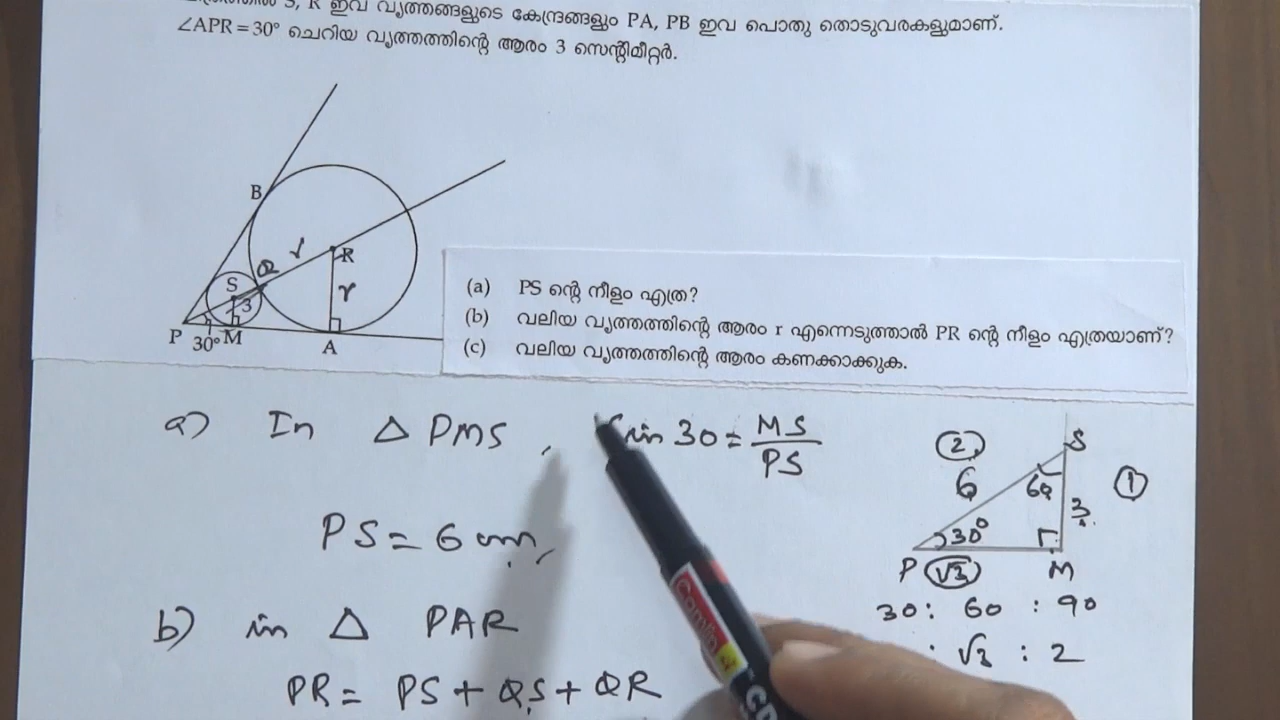 S, R ഇവ വൃത്തങ്ങളുടെ കേന്ദ്രങ്ങളും PA, PB ഇവ പൊതു തൊടുവരകളുമാണ്.
∠APR = 30° ചെറിയ വൃത്തത്തിന്റെ ആരം 3 സെന്റീമീറ്റർ.
B
R
r
Q
r
S
3
P
30°
M
A
(a) PS ന്റെ നീളം എത്ര?
(b) വലിയ വൃത്തത്തിന്റെ ആരം r എന്നെടുത്താൽ PR ന്റെ നീളം എത്രയാണ്?
(c) വലിയ വൃത്തത്തിന്റെ ആരം കണക്കാക്കുക.
a) In △ PMS, Sin 30 = MS/PS
PS = 6 cm,
b) in △ PAR
PR = PS + QS + QR
2
S
6
60
1
3
30°
P
√3
M
30 : 60 : 90
: √3 : 2
Camlin
CD